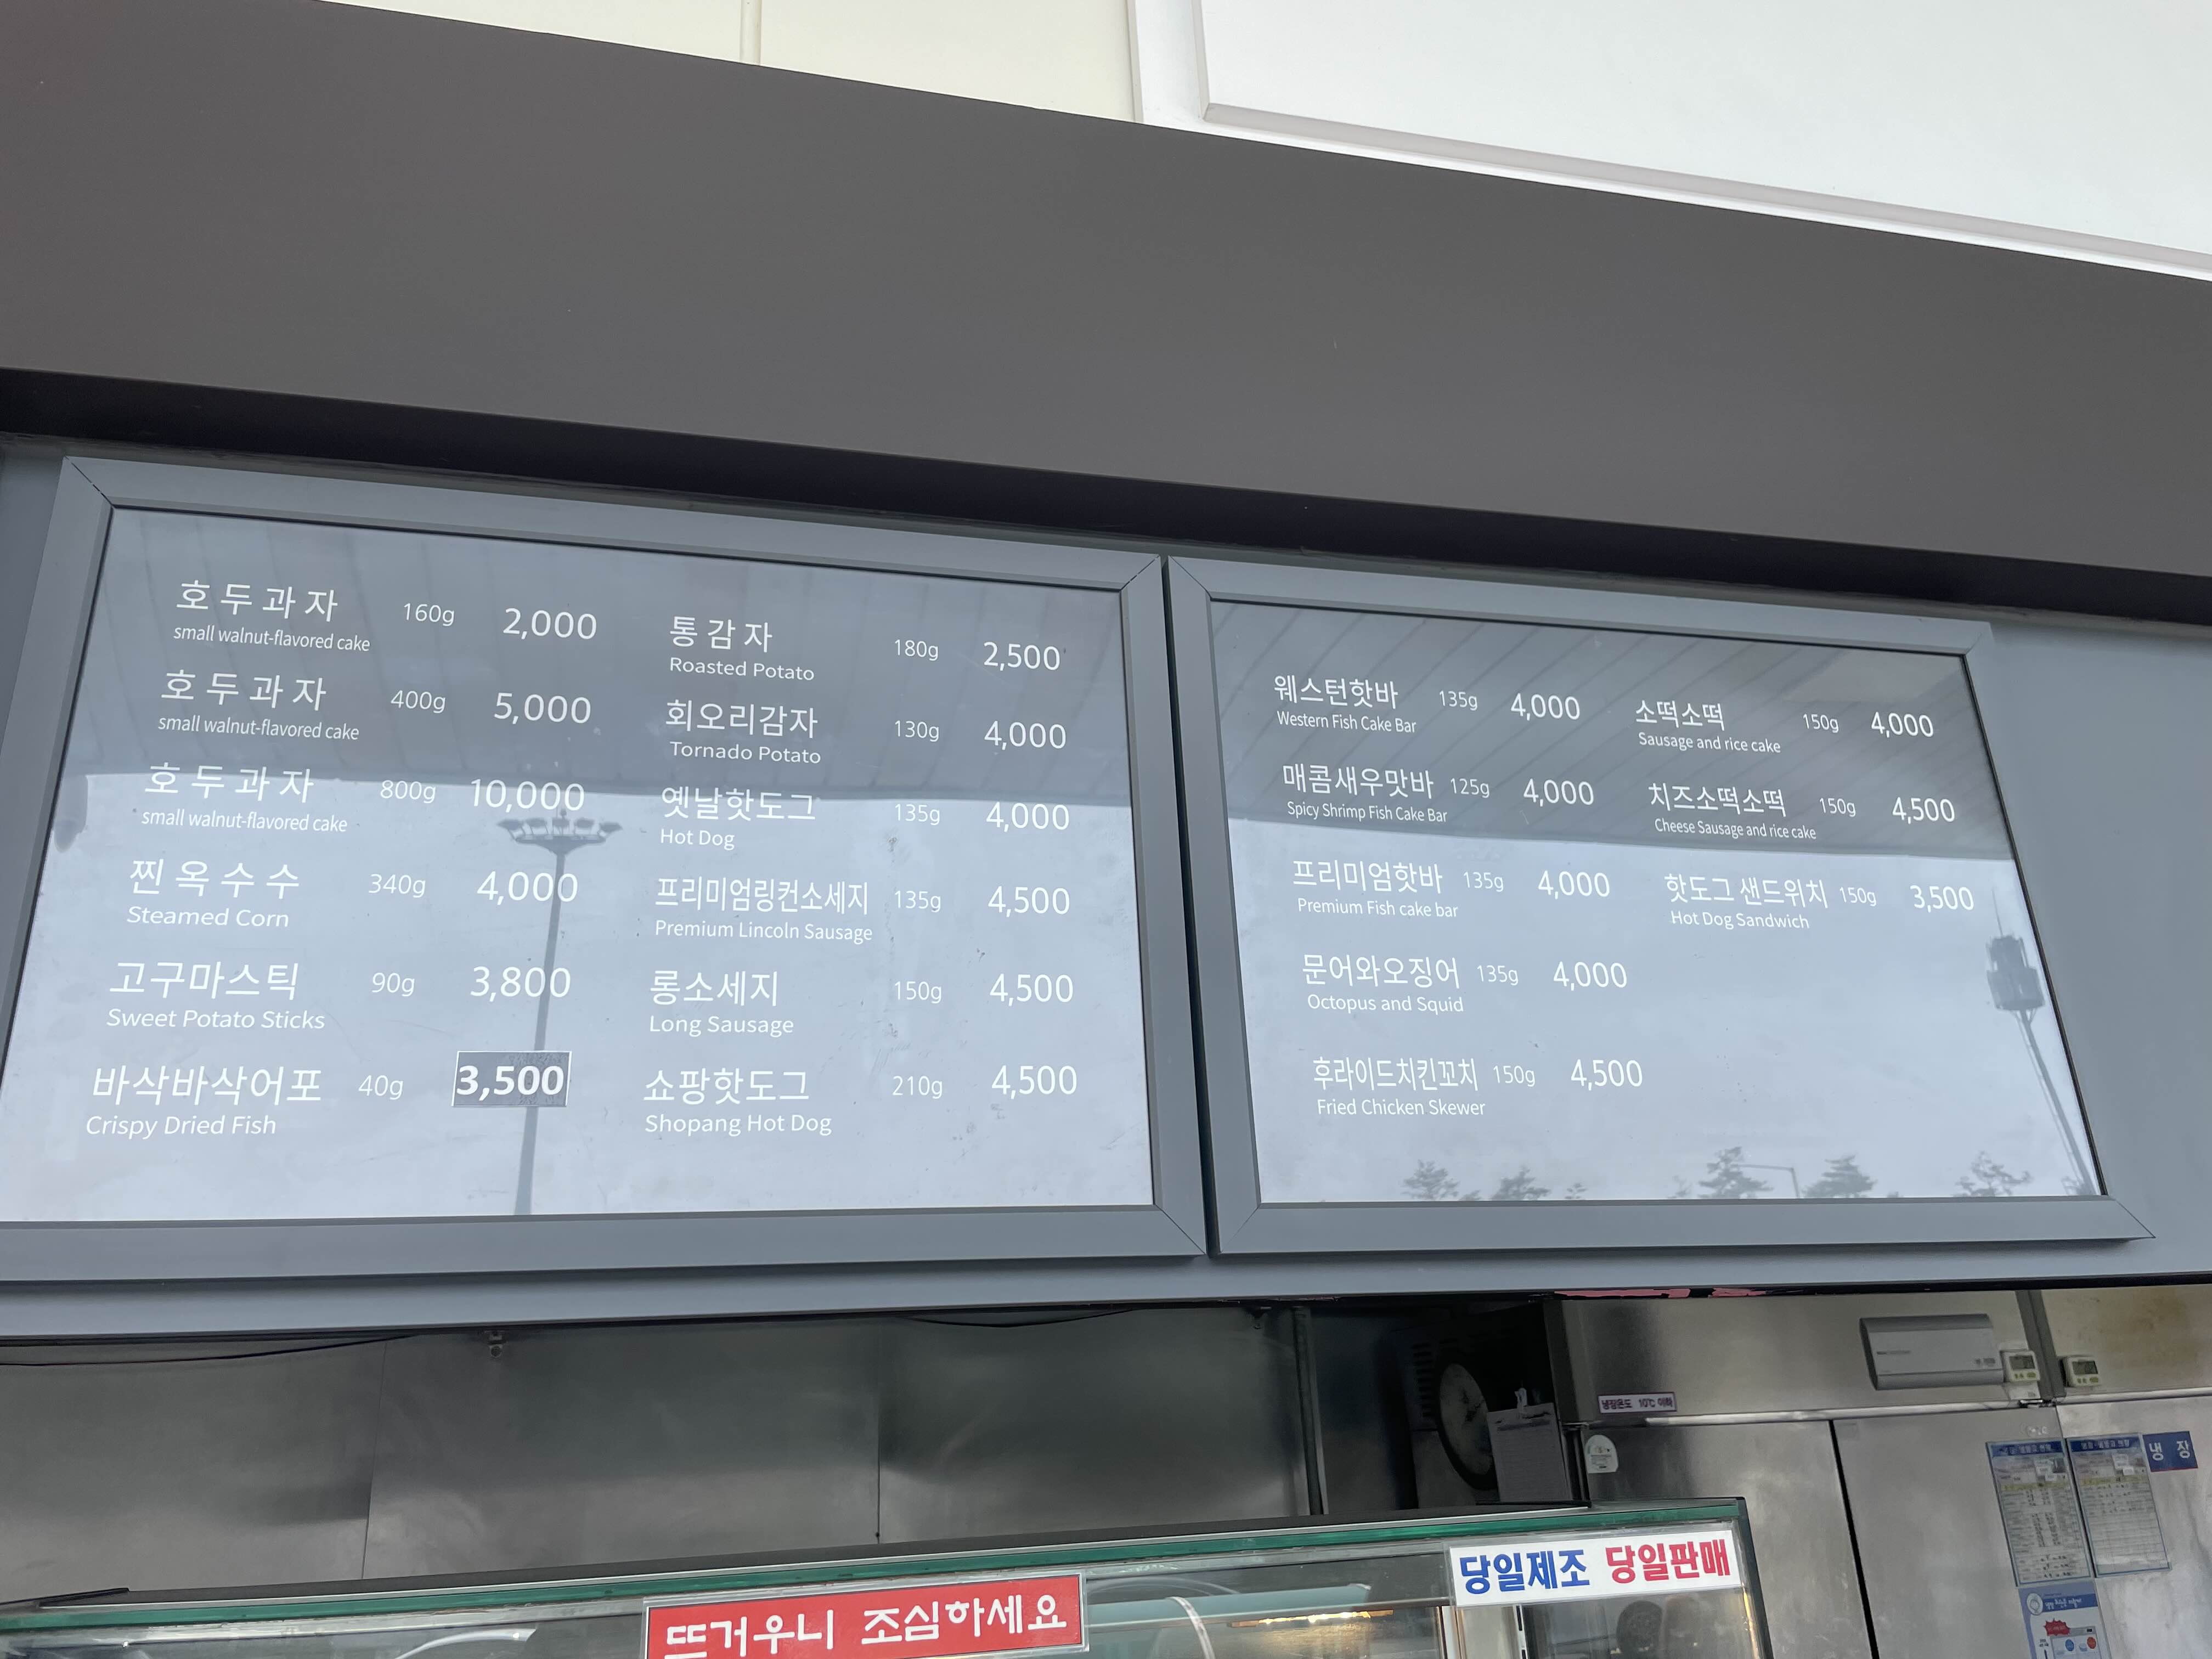 호두과자 160g 2,000
small walnut-flavored cake
호두과자 400g 5,000
small walnut-flavored cake
호두과자 800g 10,000
small walnut-flavored cake
찐옥수수 340g 4,000
Steamed Corn
고구마스틱 90g 3,800
Sweet Potato Sticks
바삭바삭어포 40g 3,500
Crispy Dried Fish
통감자 180g 2,500
Roasted Potato
회오리감자 130g 4,000
Tornado Potato
옛날핫도그 135g 4,000
Hot Dog
프리미엄링컨소세지 135g 4,500
Premium Lincoln Sausage
롱소세지 150g 4,500
Long Sausage
쇼팡핫도그 210g 4,500
Shopang Hot Dog
웨스턴핫바 135g 4,000
Western Fish Cake Bar
매콤새우맛바 125g 4,000
Spicy Shrimp Fish Cake Bar
프리미엄핫바 135g 4,000
Premium Fish cake bar
문어와오징어 135g 4,000
Octopus and Squid
후라이드치킨꼬치 150g 4,500
Fried Chicken Skewer
소떡소떡 150g 4,000
Sausage and rice cake
치즈소떡소떡 150g 4,500
Cheese Sausage and rice cake
핫도그 샌드위치 150g 3,500
Hot Dog Sandwich
냉장온도 10℃ 이하
냉장
당일제조 당일판매
뜨거우니 조심하세요